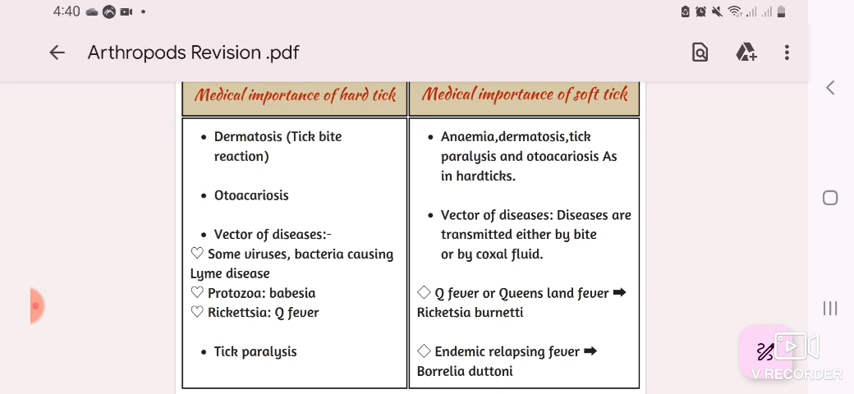 4:40
Arthropods Revision .pdf
Medical importance of hard tick
Medical importance of soft tick
• Dermatosis (Tick bite
reaction)
• Otoacariosis
• Vector of diseases:-
♡ Some viruses, bacteria causing
Lyme disease
♡ Protozoa: babesia
♡ Rickettsia: Q fever
• Tick paralysis
• Anaemia,dermatosis,tick
paralysis and otoacariosis As
in hardticks.
• Vector of diseases: Diseases are
transmitted either by bite
or by coxal fluid.
◇ Q fever or Queens land fever ➡
Ricketsia burnetti
◇ Endemic relapsing fever ➡
Borrelia duttoni
V RECORDER